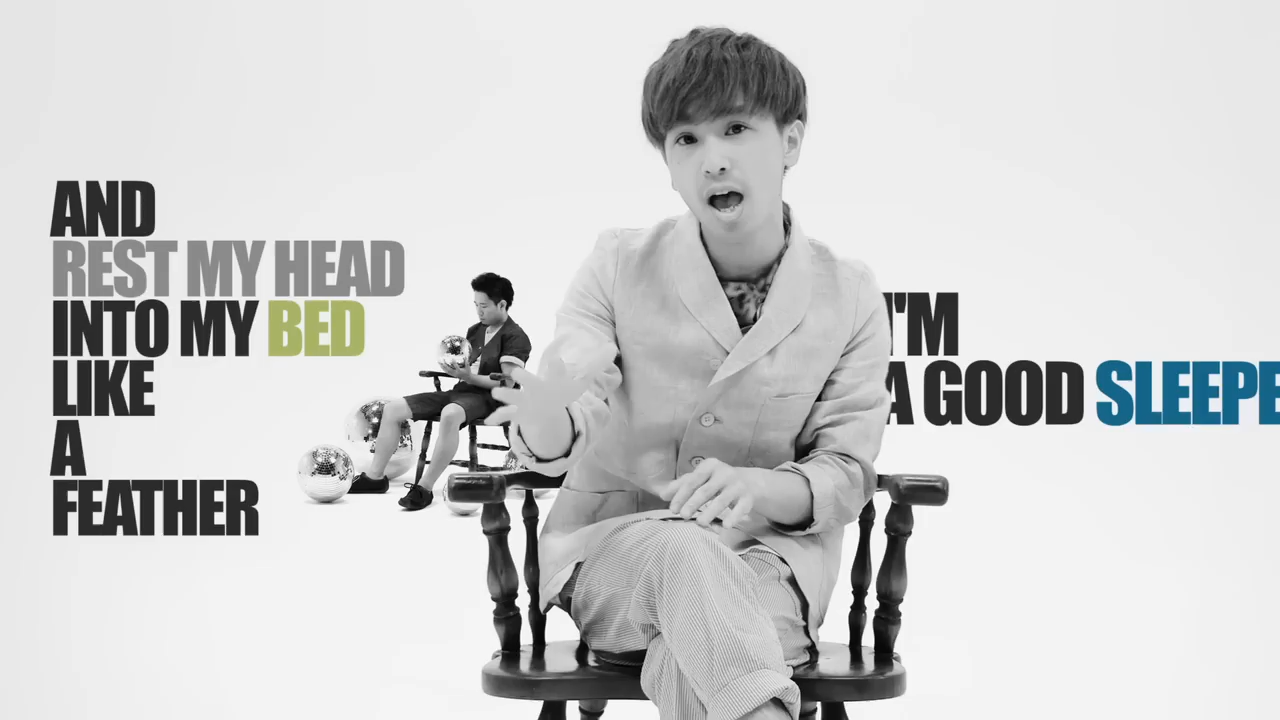 AND
REST MY HEAD
INTO MY BED
LIKE
A
FEATHER
I'M
A GOOD SLEEPE